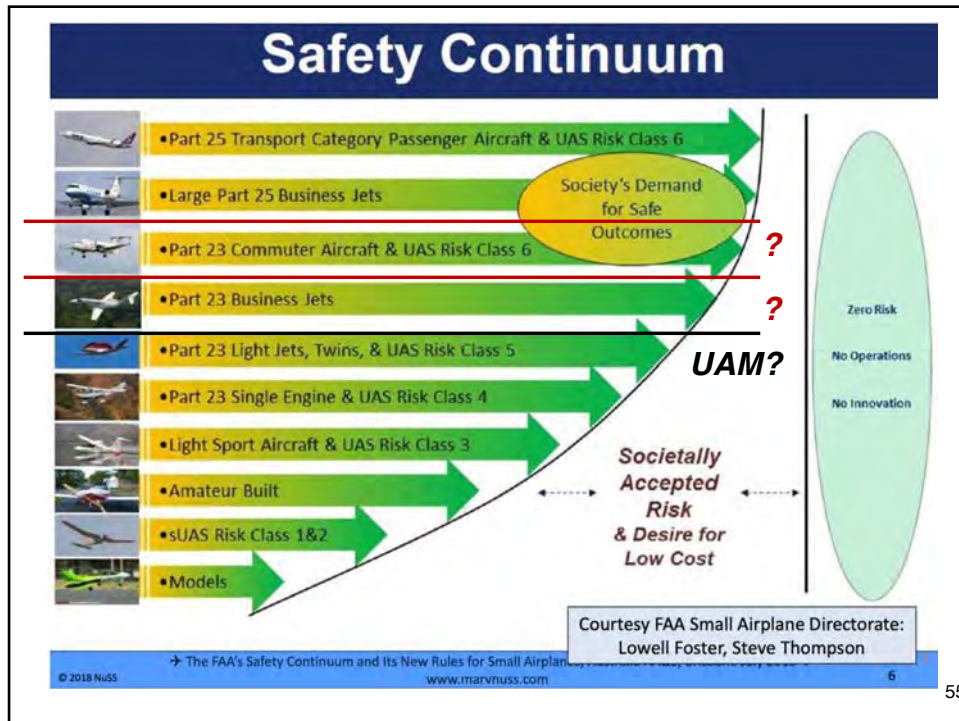 Safety Continuum
•Part 25 Transport Category Passenger Aircraft & UAS Risk Class 6
•Large Part 25 Business Jets
Society's Demand
for Safe
Outcomes
•Part 23 Commuter Aircraft & UAS Risk Class 6
?
•Part 23 Business Jets
?
•Part 23 Light Jets, Twins, & UAS Risk Class 5
UAM?
•Part 23 Single Engine & UAS Risk Class 4
•Light Sport Aircraft & UAS Risk Class 3
•Amateur Built
•sUAS Risk Class 1&2
•Models
Societally
Accepted
Risk
& Desire for
Low Cost
Zero Risk
No Operations
No Innovation
Courtesy FAA Small Airplane Directorate:
Lowell Foster, Steve Thompson
The FAA's Safety Continuum and Its New Rules for Small Airplanes,
www.marvnuss.com
© 2018 NuSS
6
55